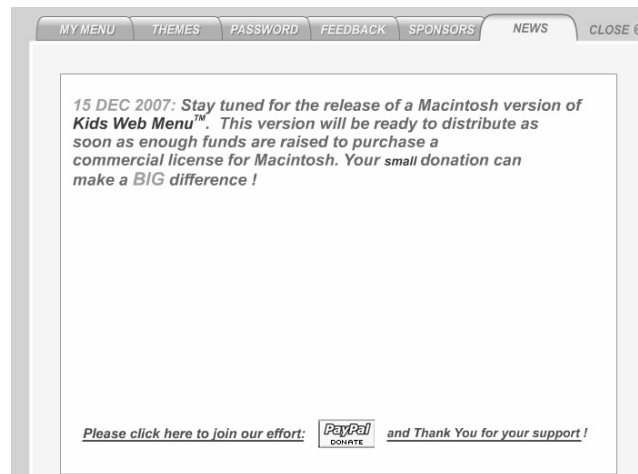 MY MENU THEMES PASSWORD FEEDBACK SPONSORS NEWS CLOSE
15 DEC 2007: Stay tuned for the release of a Macintosh version of
Kids Web Menu™. This version will be ready to distribute as
soon as enough funds are raised to purchase a
commercial license for Macintosh. Your small donation can
make a BIG difference !
Please click here to join our effort: PayPal and Thank You for your support !
DONATE